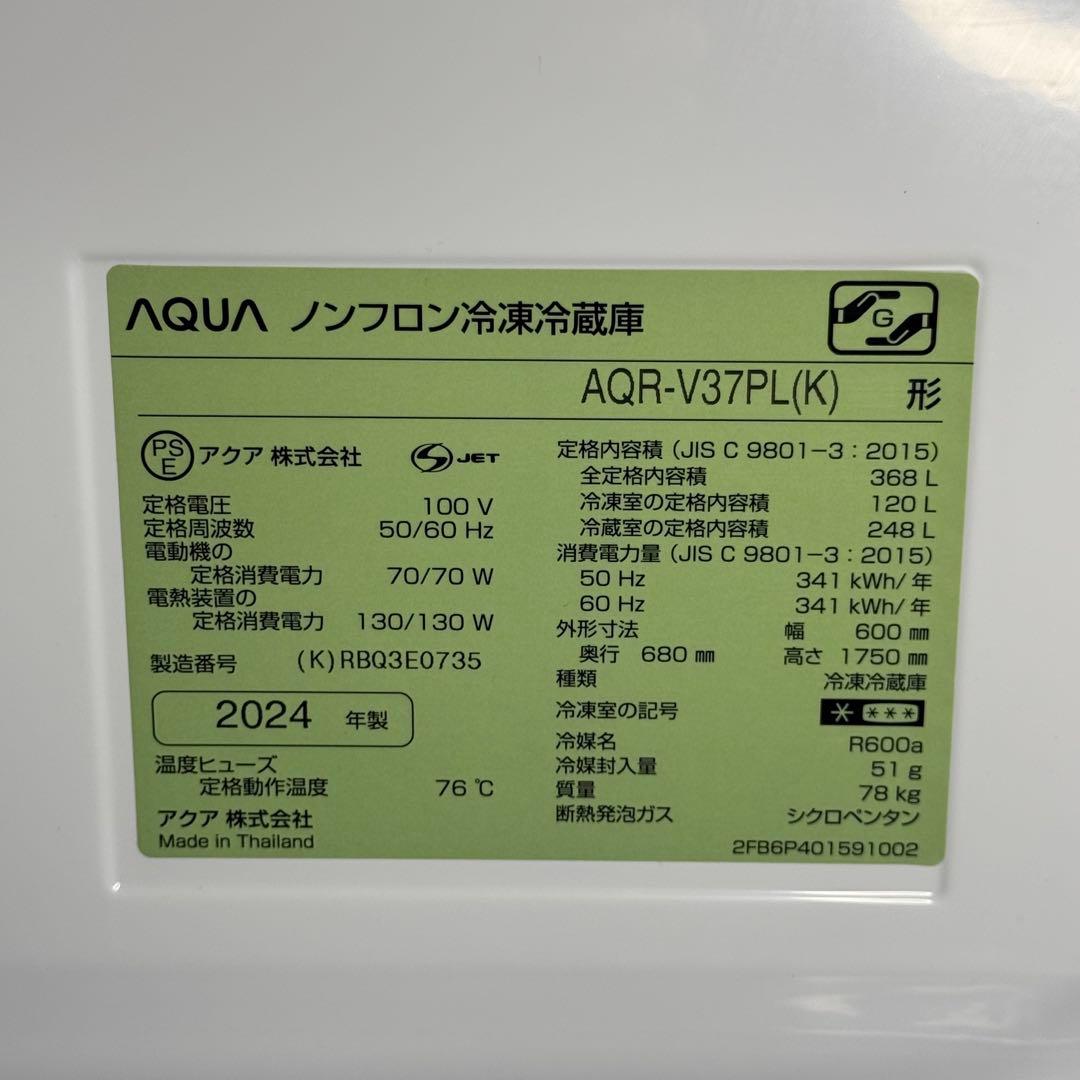 AQUA ノンフロン冷凍冷蔵庫
G
AQR-V37PL(K) 形
PS E アクア 株式会社 S JET
定格電圧 100 V
定格周波数 50/60 Hz
電動機の
定格消費電力 70/70 W
電熱装置の
定格消費電力 130/130 W
製造番号 (K)RBQ3E0735
2024 年製
温度ヒューズ
定格動作温度 76 ℃
アクア 株式会社
Made in Thailand
定格内容積 (JIS C 9801-3:2015)
全定格内容積 368 L
冷凍室の定格内容積 120 L
冷蔵室の定格内容積 248 L
消費電力量 (JIS C 9801-3:2015)
50 Hz 341 kWh/年
60 Hz 341 kWh/年
外形寸法 幅 600 ㎜
奥行 680 ㎜ 高さ 1750 ㎜
種類 冷凍冷蔵庫
冷凍室の記号 * ***
冷媒名 R600a
冷媒封入量 51 g
質量 78 kg
断熱発泡ガス シクロペンタン
2FB6P401591002